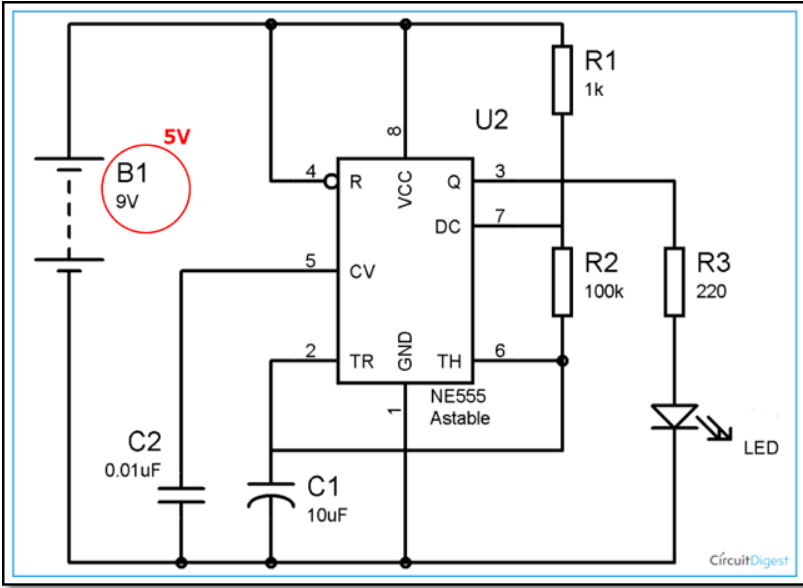 5V
B1
9V
R1
1k
U2
8
4
3
R
VCC
Q
7
DC
5
CV
R2
100k
R3
220
2
6
TR
GND
TH
1
NE555
Astable
C2
0.01uF
C1
10uF
LED
CircuitDigest